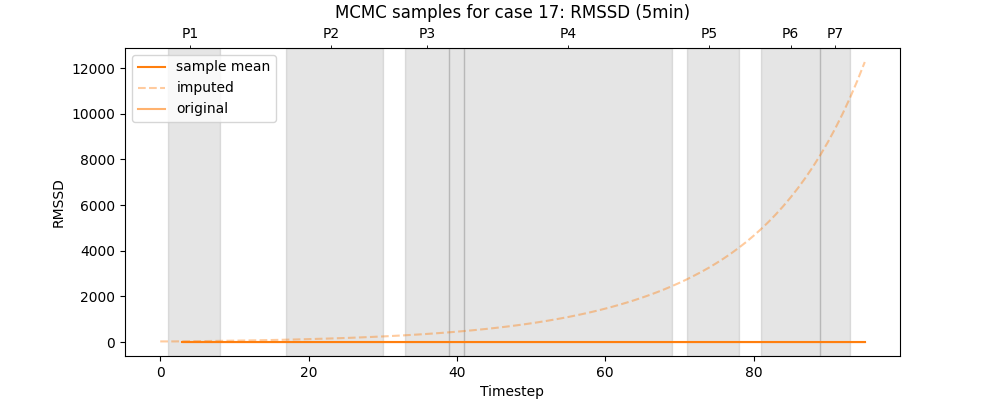 MCMC samples for case 17: RMSSD (5min)
P1 P2 P3 P4 P5 P6 P7
sample mean
imputed
original
12000
10000
8000
6000
4000
2000
0
RMSSD
0 20 40 60 80
Timestep